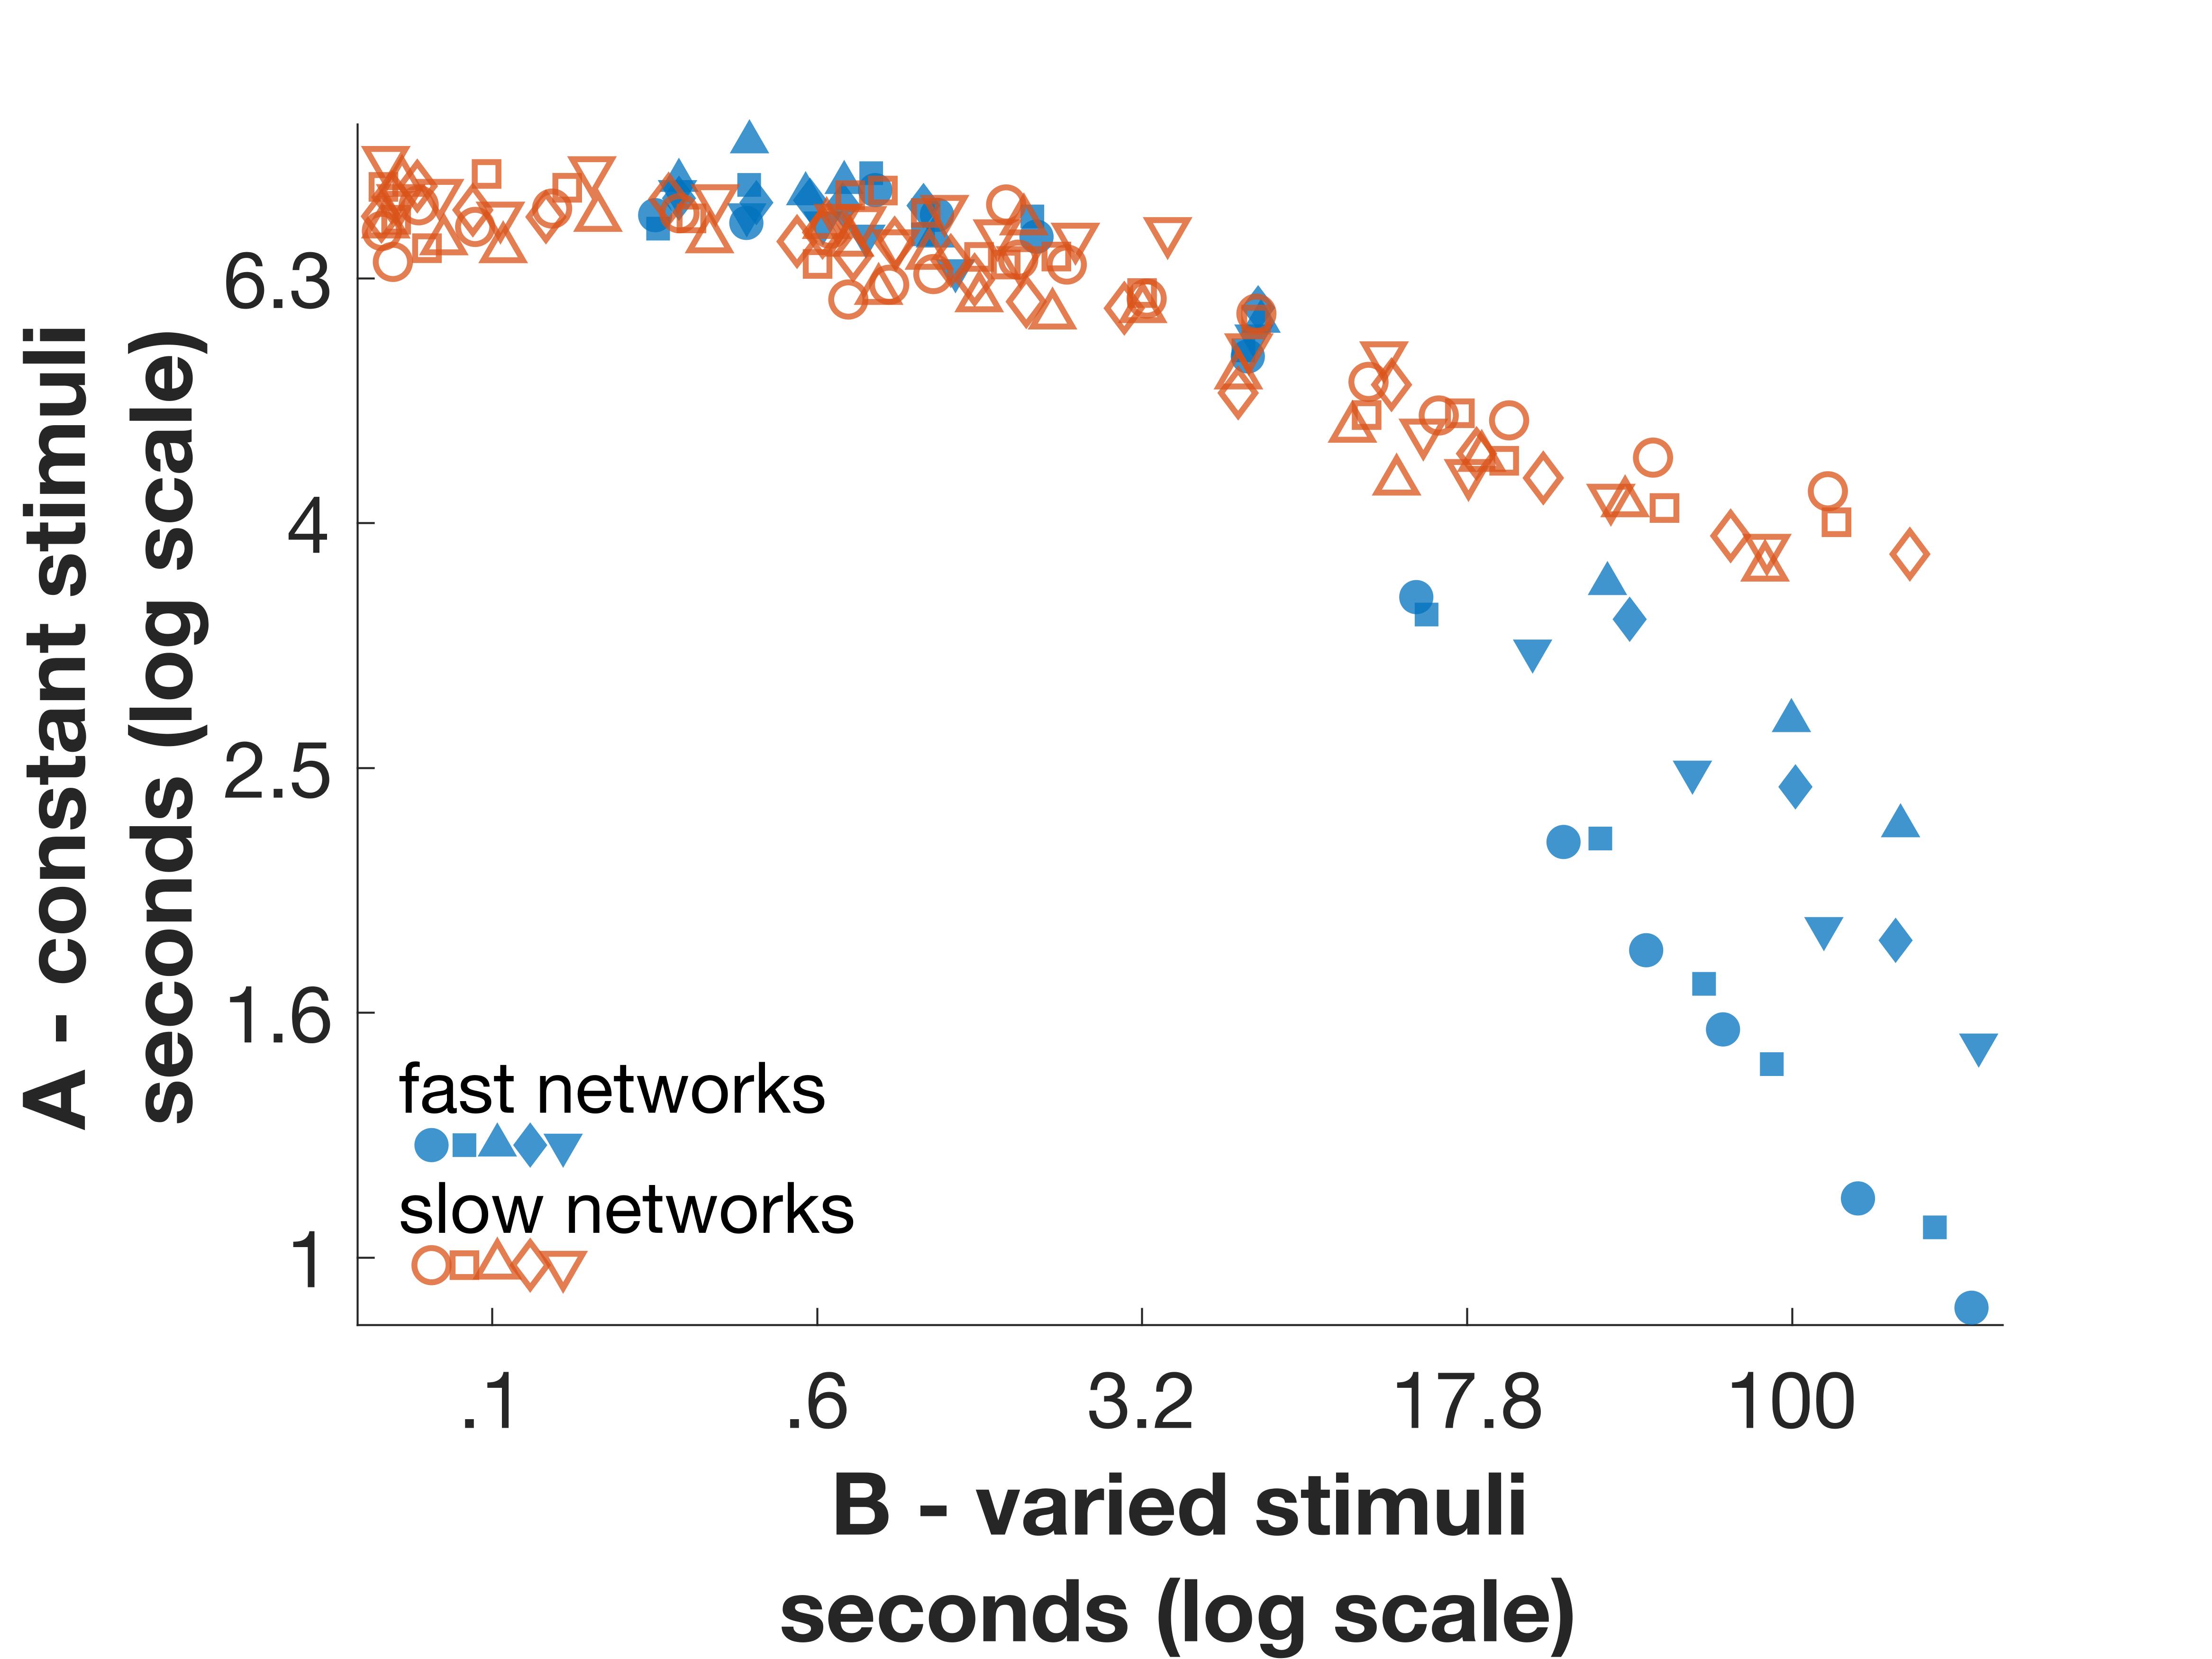 A - constant stimuli
seconds (log scale)
6.3
4
2.5
1.6
1
fast networks
slow networks
.1
.6
3.2
17.8
100
B - varied stimuli
seconds (log scale)